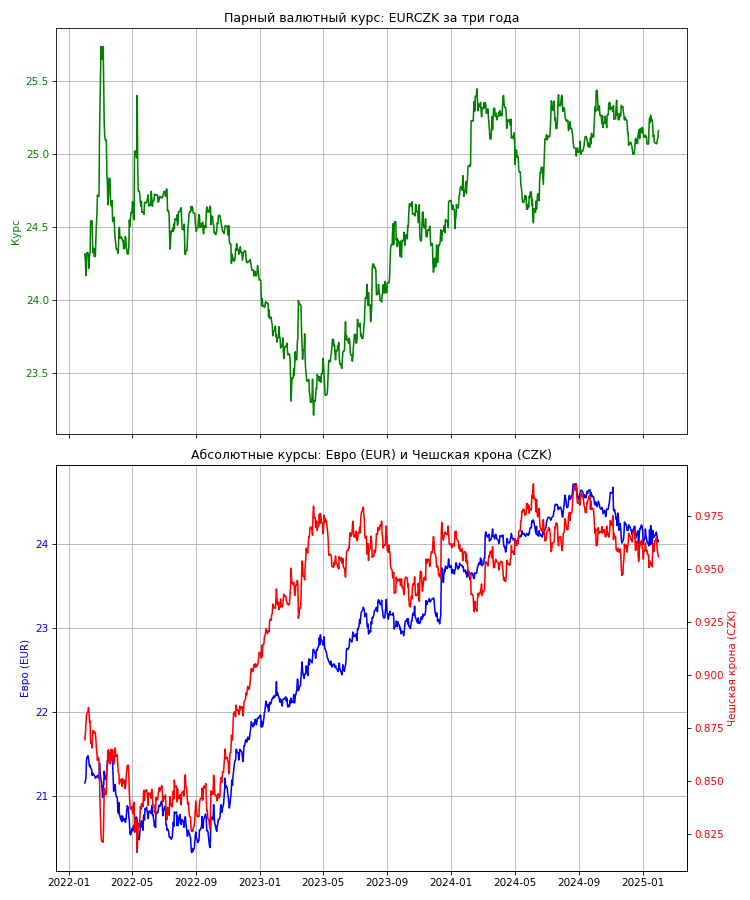 Парный валютный курс: EURCZK за три года
25.5
25.0
24.5
24.0
23.5
Курс
Абсолютные курсы: Евро (EUR) и Чешская крона (CZK)
24
23
22
21
Евро (EUR)
0.975
0.950
0.925
0.900
0.875
0.850
0.825
Чешская крона (CZK)
2022-01 2022-05 2022-09 2023-01 2023-05 2023-09 2024-01 2024-05 2024-09 2025-01